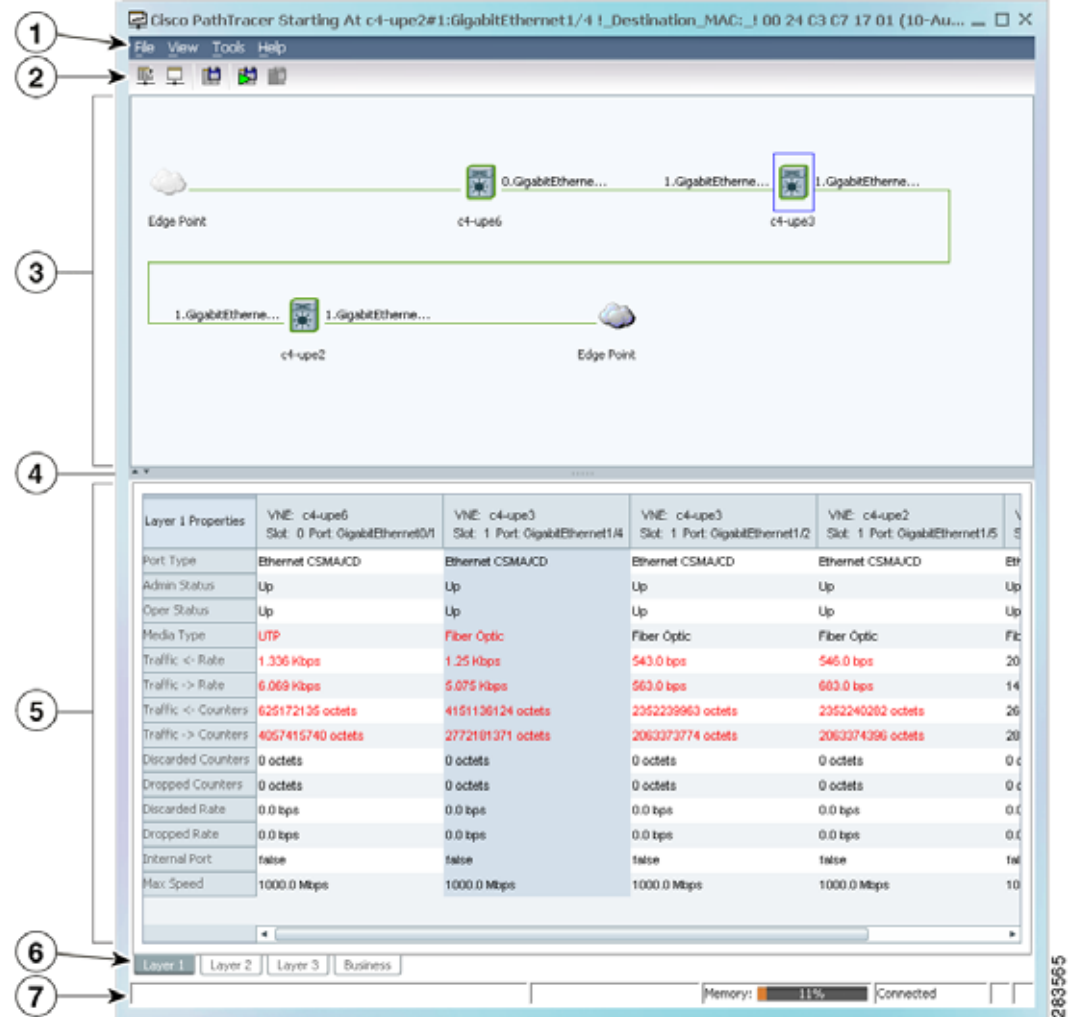 Cisco PathTracer Starting At c4-upe2#1:GigabitEthernet1/4 !_Destination_MAC:_! 00 24 C3 C7 17 01 (10-Au...
1
File View Tools Help
2
3
0.GigabitEtherne...
1.GigabitEtherne...
1.GigabitEtherne...
Edge Point
c4-upe6
c4-upe3
1.GigabitEtherne...
1.GigabitEtherne...
c4-upe2
Edge Point
4
5
Layer 1 Properties
VNE: c4-upe6
Slot: 0 Port: GigabitEthernet0/1
VNE: c4-upe3
Slot: 1 Port: GigabitEthernet1/4
VNE: c4-upe3
Slot: 1 Port: GigabitEthernet1/2
VNE: c4-upe2
Slot: 1 Port: GigabitEthernet1/5
Port Type Ethernet CSMA/CD Ethernet CSMA/CD Ethernet CSMA/CD Ethernet CSMA/CD
Admin Status Up Up Up Up Up
Oper Status Up Up Up Up Up
Media Type UTP Fiber Optic Fiber Optic Fiber Optic
Traffic <- Rate 1.336 Kbps 1.25 Kbps 543.0 bps 546.0 bps 20
Traffic -> Rate 6.069 Kbps 5.075 Kbps 563.0 bps 683.0 bps 14
Traffic <- Counters 625172135 octets 4151136124 octets 2352239963 octets 2352240282 octets 26
Traffic -> Counters 4057415740 octets 2772181371 octets 2063373774 octets 2063374396 octets 28
Discarded Counters 0 octets 0 octets 0 octets 0 octets
Dropped Counters 0 octets 0 octets 0 octets 0 octets
Discarded Rate 0.0 bps 0.0 bps 0.0 bps 0.0 bps
Dropped Rate 0.0 bps 0.0 bps 0.0 bps 0.0 bps
Internal Port false false false false
Max Speed 1000.0 Mbps 1000.0 Mbps 1000.0 Mbps 1000.0 Mbps 10
6
Layer 1 Layer 2 Layer 3 Business
7
Memory: 11% Connected
283565